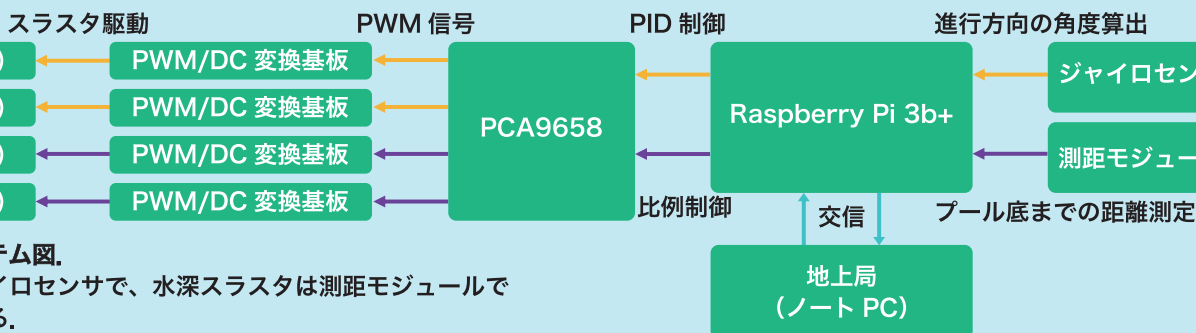 スラスタ駆動
PWM 信号
PID 制御
進行方向の角度算出
)
PWM/DC 変換基板
)
PWM/DC 変換基板
)
PWM/DC 変換基板
)
PWM/DC 変換基板
PCA9658
Raspberry Pi 3b+
ジャイロセン
測距モジュー
比例制御
交信
プール底までの距離測定
地上局
(ノート PC)
テム図.
イロセンサで、水深スラスタは測距モジュールで
る.